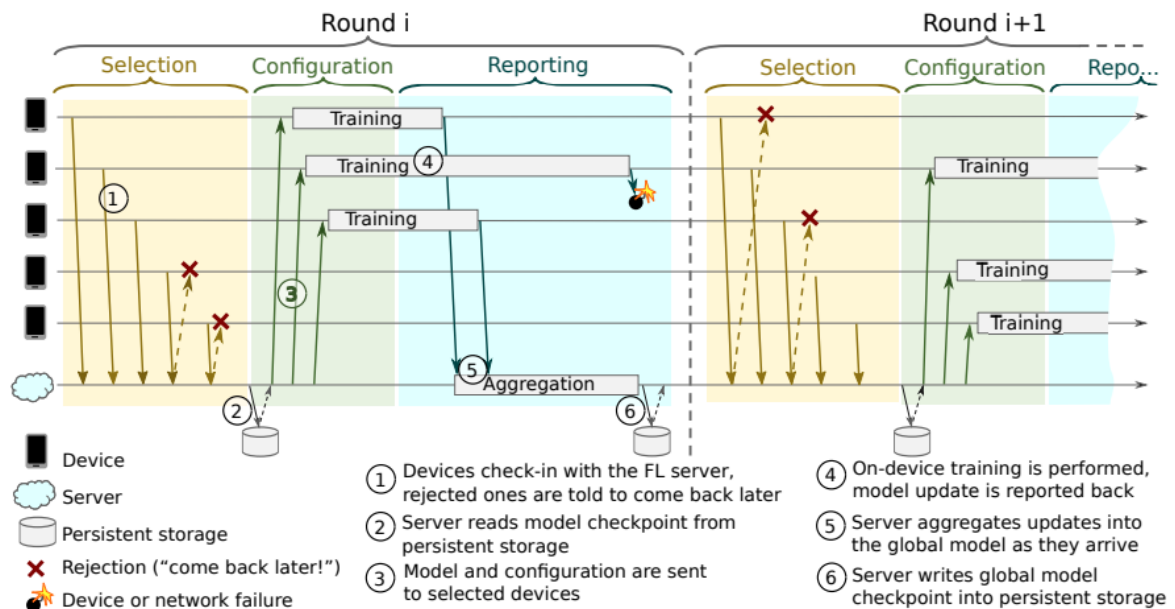 Round i
Round i+1
Selection
Configuration
Reporting
Selection
Configuration
Repo...
Training
Training
4
Training
1
3
Training
Training
Training
5
Aggregation
2
6
Device
Server
Persistent storage
Rejection (“come back later!”)
Device or network failure
1 Devices check-in with the FL server,
rejected ones are told to come back later
2 Server reads model checkpoint from
persistent storage
3 Model and configuration are sent
to selected devices
4 On-device training is performed,
model update is reported back
5 Server aggregates updates into
the global model as they arrive
6 Server writes global model
checkpoint into persistent storage